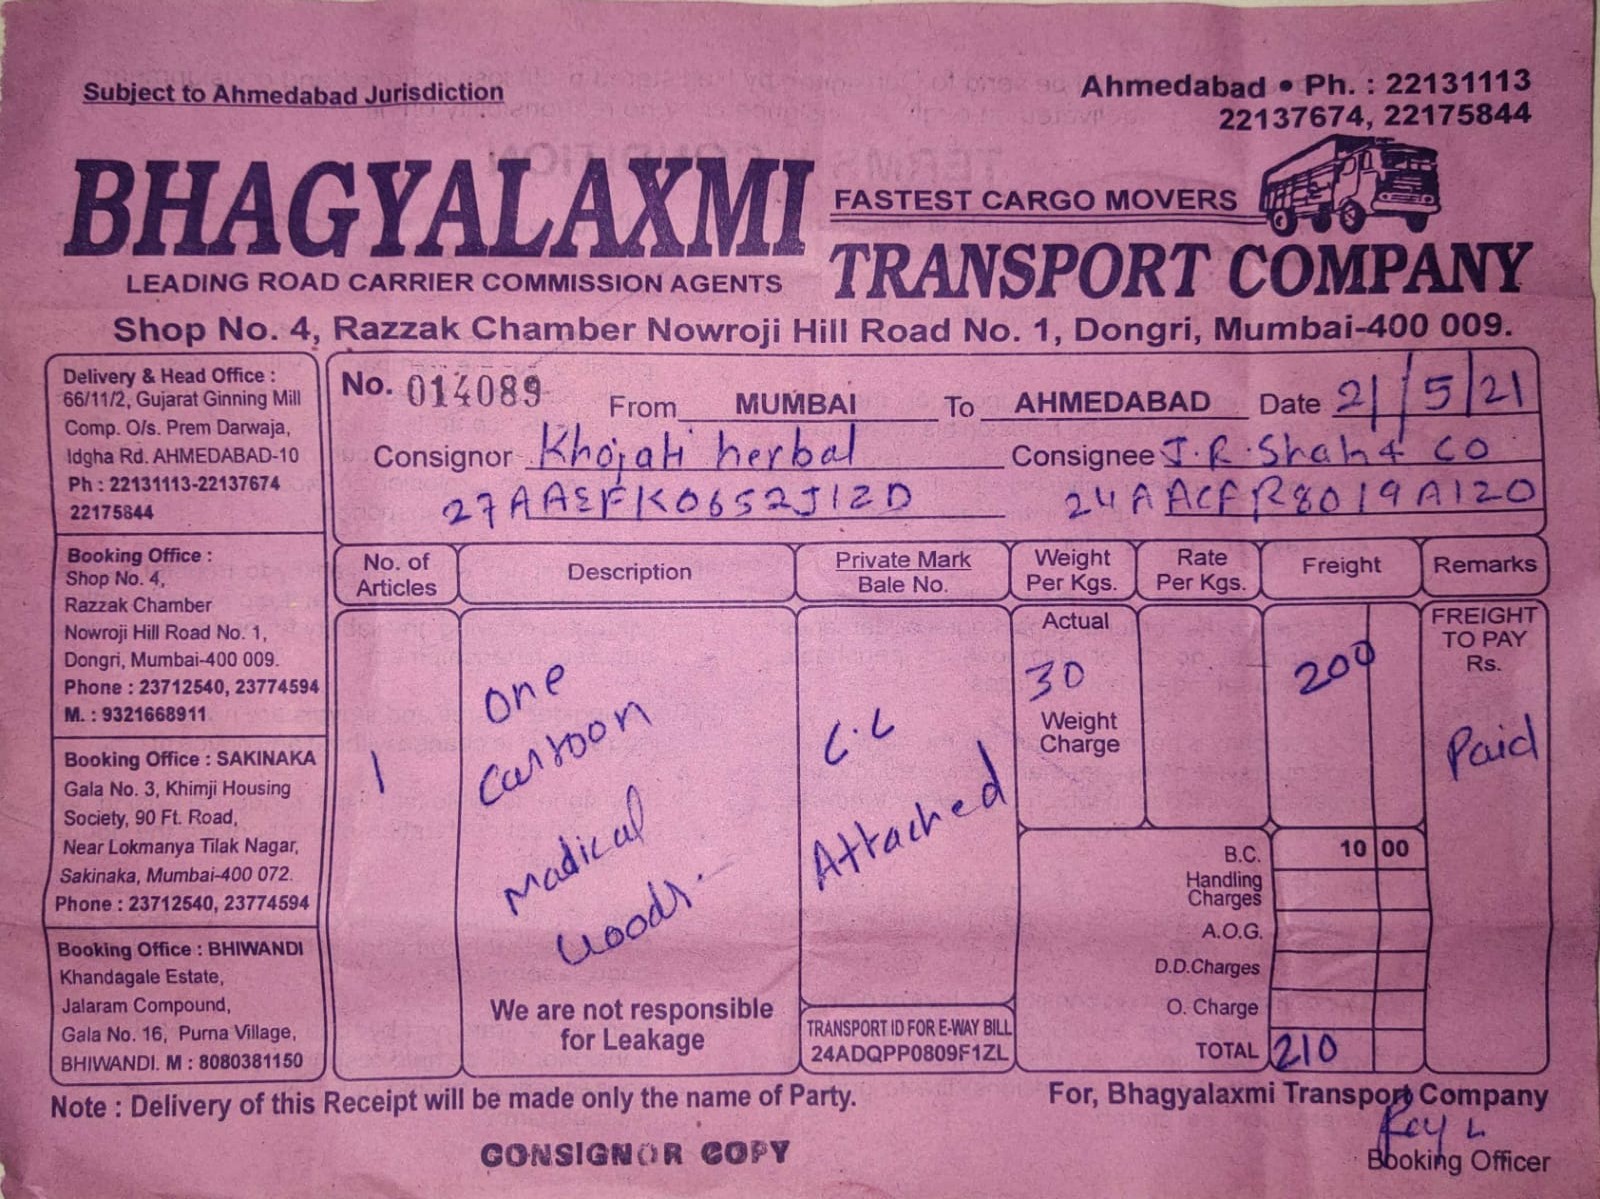 Subject to Ahmedabad Jurisdiction
Ahmedabad • Ph. : 22131113
22137674, 22175844
BHAGYALAXMI
FASTEST CARGO MOVERS
TRANSPORT COMPANY
LEADING ROAD CARRIER COMMISSION AGENTS
Shop No. 4, Razzak Chamber Nowroji Hill Road No. 1, Dongri, Mumbai-400 009.
Delivery & Head Office :
66/11/2, Gujarat Ginning Mill
Comp. O/s. Prem Darwaja,
Idgha Rd. AHMEDABAD-10
Ph : 22131113-22137674
22175844
Booking Office :
Shop No. 4,
Razzak Chamber
Nowroji Hill Road No. 1,
Dongri, Mumbai-400 009.
Phone : 23712540, 23774594
M. : 9321668911
Booking Office : SAKINAKA
Gala No. 3, Khimji Housing
Society, 90 Ft. Road,
Near Lokmanya Tilak Nagar,
Sakinaka, Mumbai-400 072.
Phone : 23712540, 23774594
Booking Office : BHIWANDI
Khandagale Estate,
Jalaram Compound,
Gala No. 16, Purna Village,
BHIWANDI. M : 8080381150
No. 014089 From MUMBAI To AHMEDABAD Date 21/5/21
Consignor Khojati herbal Consignee J.R.Shah & CO
27AAEFK0652J1ZD 24AACFR8019A1ZO
No. of Articles
Description
Private Mark
Bale No.
Weight Per Kgs.
Rate Per Kgs.
Freight
Remarks
1
One
Cartoon
Madical
Goods.
We are not responsible
for Leakage
C.C
Attached
TRANSPORT ID FOR E-WAY BILL
24ADQPP0809F1ZL
Actual
30
Weight
Charge
200
FREIGHT
TO PAY
Rs.
Paid
B.C. 10 00
Handling
Charges
A.O.G.
D.D.Charges
O. Charge
TOTAL 210
Note : Delivery of this Receipt will be made only the name of Party.
For, Bhagyalaxmi Transport Company
CONSIGNOR COPY
Booking Officer